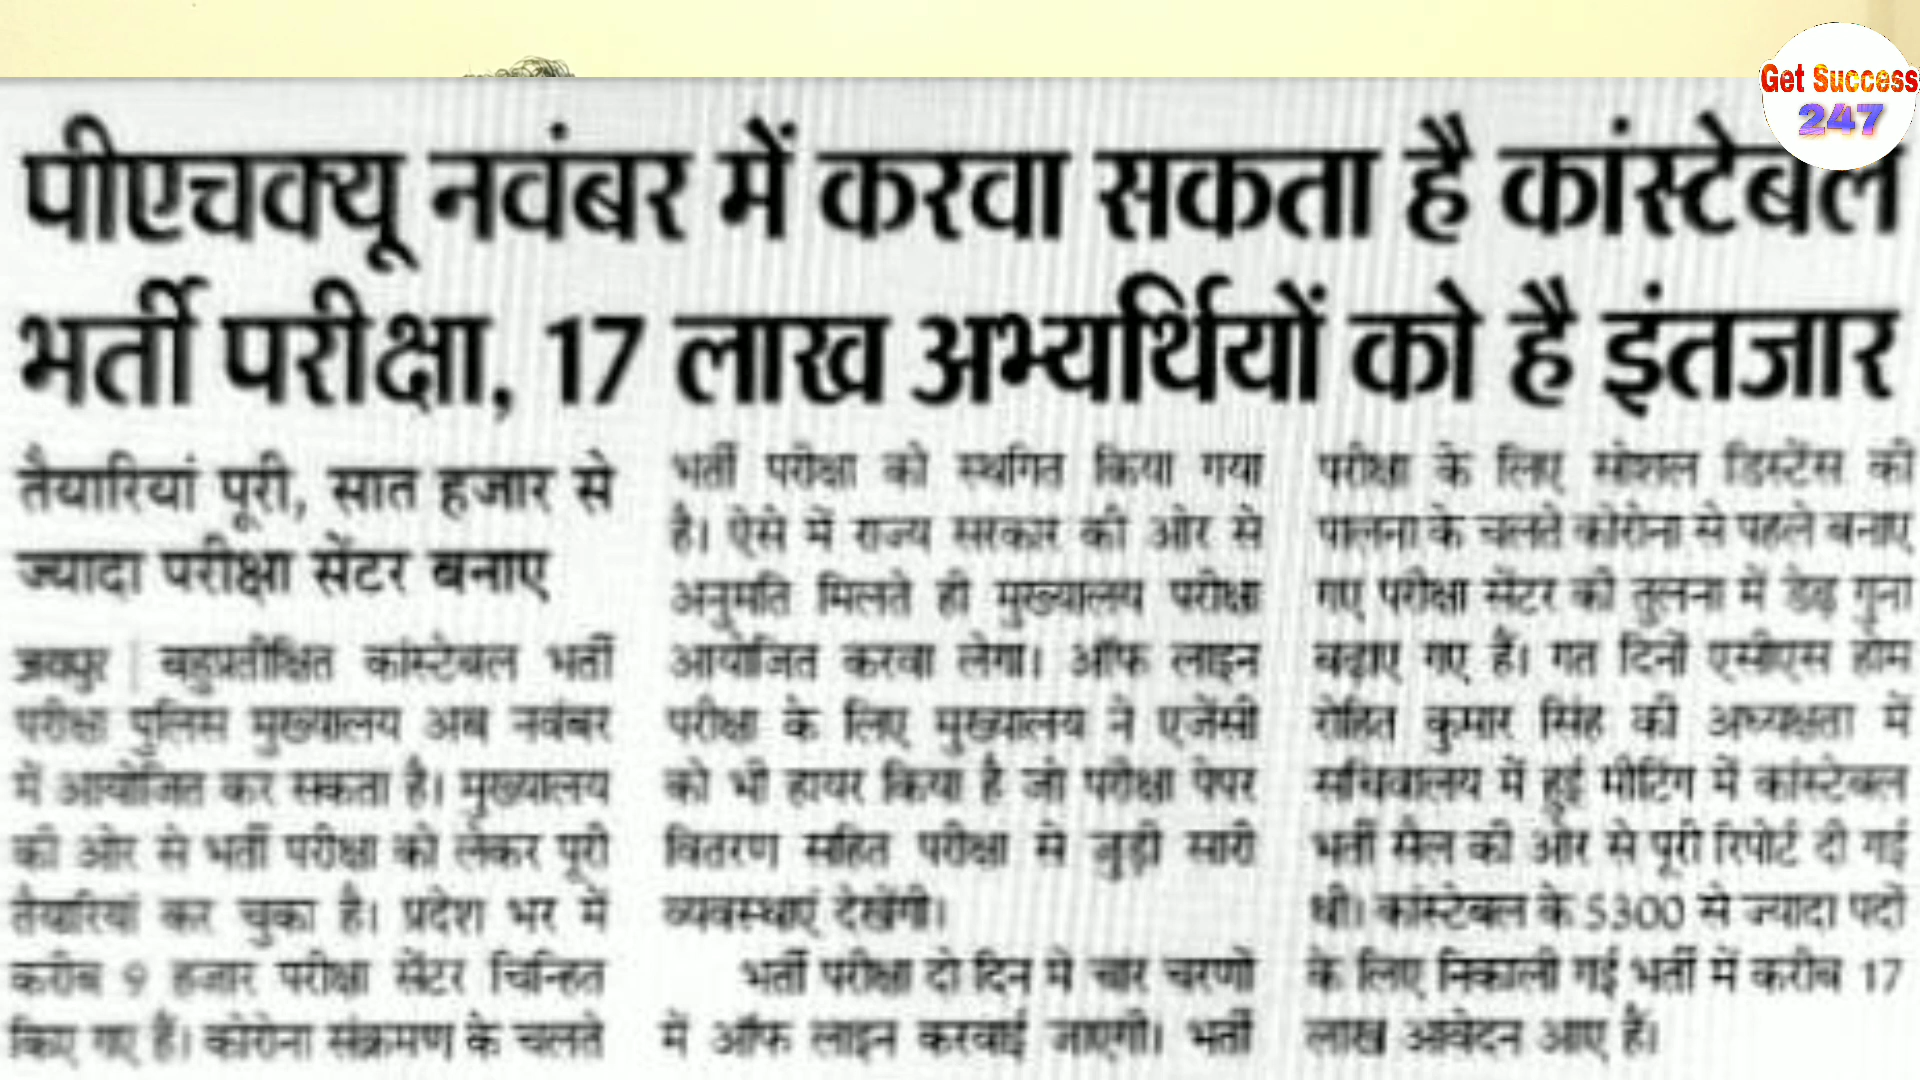 Get Success
247
पीएचक्यू नवंबर में करवा सकता है कांस्टेबल
भर्ती परीक्षा, 17 लाख अभ्यर्थियों को है इंतजार
तैयारियां पूरी, सात हजार से
ज्यादा परीक्षा सेंटर बनाए
जयपुर | बहुप्रतीक्षित कांस्टेबल भर्ती
परीक्षा पुलिस मुख्यालय अब नवंबर
में आयोजित कर सकता है। मुख्यालय
की ओर से भर्ती परीक्षा को लेकर पूरी
तैयारियां कर चुका है। प्रदेश भर में
करीब 9 हजार परीक्षा सेंटर चिन्हित
किए गए हैं। कोरोना संक्रमण के चलते
भर्ती परीक्षा को स्थगित किया गया
है। ऐसे में राज्य सरकार की ओर से
अनुमति मिलते ही मुख्यालय परीक्षा
आयोजित करवा लेगा। ऑफ लाइन
परीक्षा के लिए मुख्यालय ने एजेंसी
को भी हायर किया है जो परीक्षा पेपर
वितरण सहित परीक्षा से जुड़ी सारी
व्यवस्थाएं देखेंगी।
भर्ती परीक्षा दो दिन में चार चरणों
में ऑफ लाइन करवाई जाएगी। भर्ती
परीक्षा के लिए सोशल डिस्टेंस की
पालना के चलते कोरोना से पहले बनाए
गए परीक्षा सेंटर की तुलना में डेढ़ गुना
बढ़ाए गए हैं। गत दिनों एसीएस होम
रोहित कुमार सिंह की अध्यक्षता में
सचिवालय में हुई मीटिंग में कांस्टेबल
भर्ती सैल की ओर से पूरी रिपोर्ट दी गई
थी। कांस्टेबल के 5300 से ज्यादा पदों
के लिए निकाली गई भर्ती में करीब 17
लाख आवेदन आए हैं।